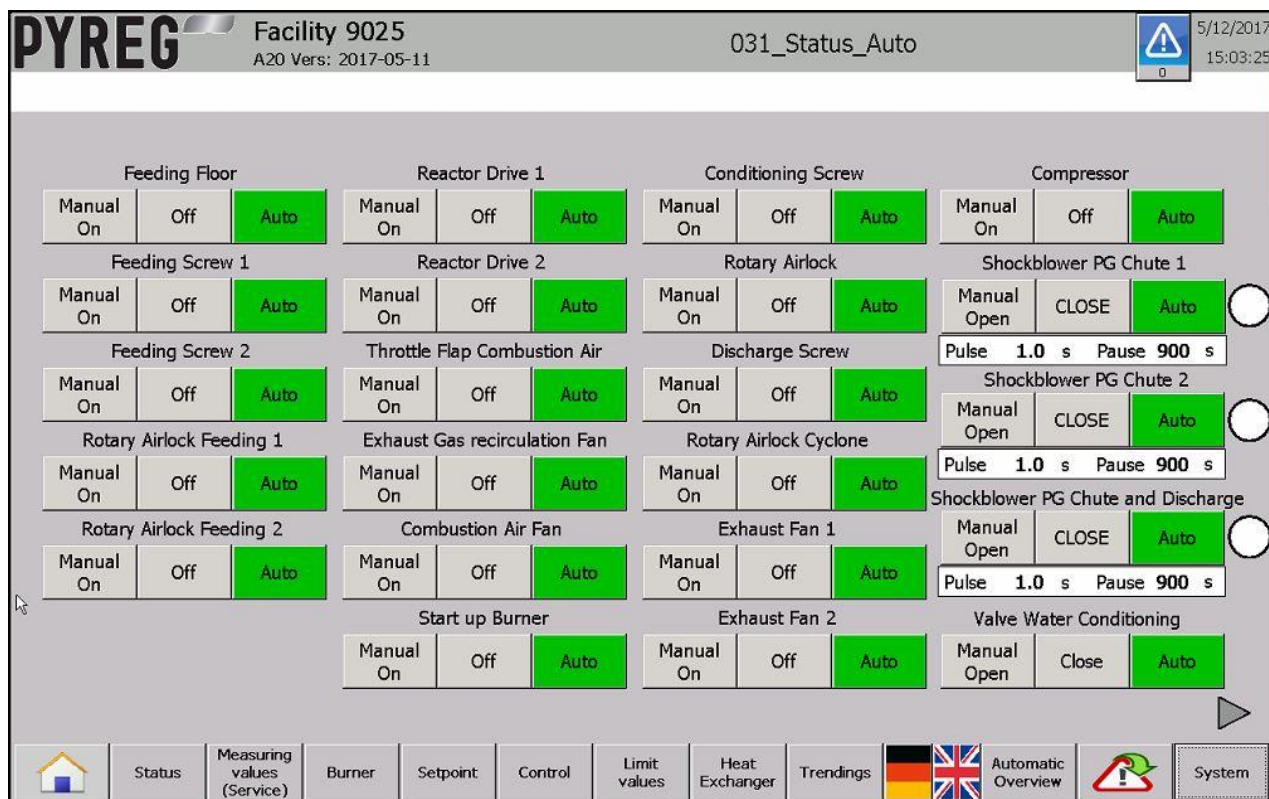 PYREG
Facility 9025
A20 Vers: 2017-05-11
031_Status_Auto
0
5/12/2017
15:03:25
Feeding Floor
Manual On Off Auto
Feeding Screw 1
Manual On Off Auto
Feeding Screw 2
Manual On Off Auto
Rotary Airlock Feeding 1
Manual On Off Auto
Rotary Airlock Feeding 2
Manual On Off Auto
Reactor Drive 1
Manual On Off Auto
Reactor Drive 2
Manual On Off Auto
Throttle Flap Combustion Air
Manual On Off Auto
Exhaust Gas recirculation Fan
Manual On Off Auto
Combustion Air Fan
Manual On Off Auto
Start up Burner
Manual On Off Auto
Conditioning Screw
Manual On Off Auto
Rotary Airlock
Manual On Off Auto
Discharge Screw
Manual On Off Auto
Rotary Airlock Cyclone
Manual On Off Auto
Exhaust Fan 1
Manual On Off Auto
Exhaust Fan 2
Manual On Off Auto
Compressor
Manual On Off Auto
Shockblower PG Chute 1
Manual Open CLOSE Auto
Pulse 1.0 s Pause 900 s
Shockblower PG Chute 2
Manual Open CLOSE Auto
Pulse 1.0 s Pause 900 s
Shockblower PG Chute and Discharge
Manual Open CLOSE Auto
Pulse 1.0 s Pause 900 s
Valve Water Conditioning
Manual Open Close Auto
Status
Measuring values (Service)
Burner
Setpoint
Control
Limit values
Heat Exchanger
Trendings
Automatic Overview
System